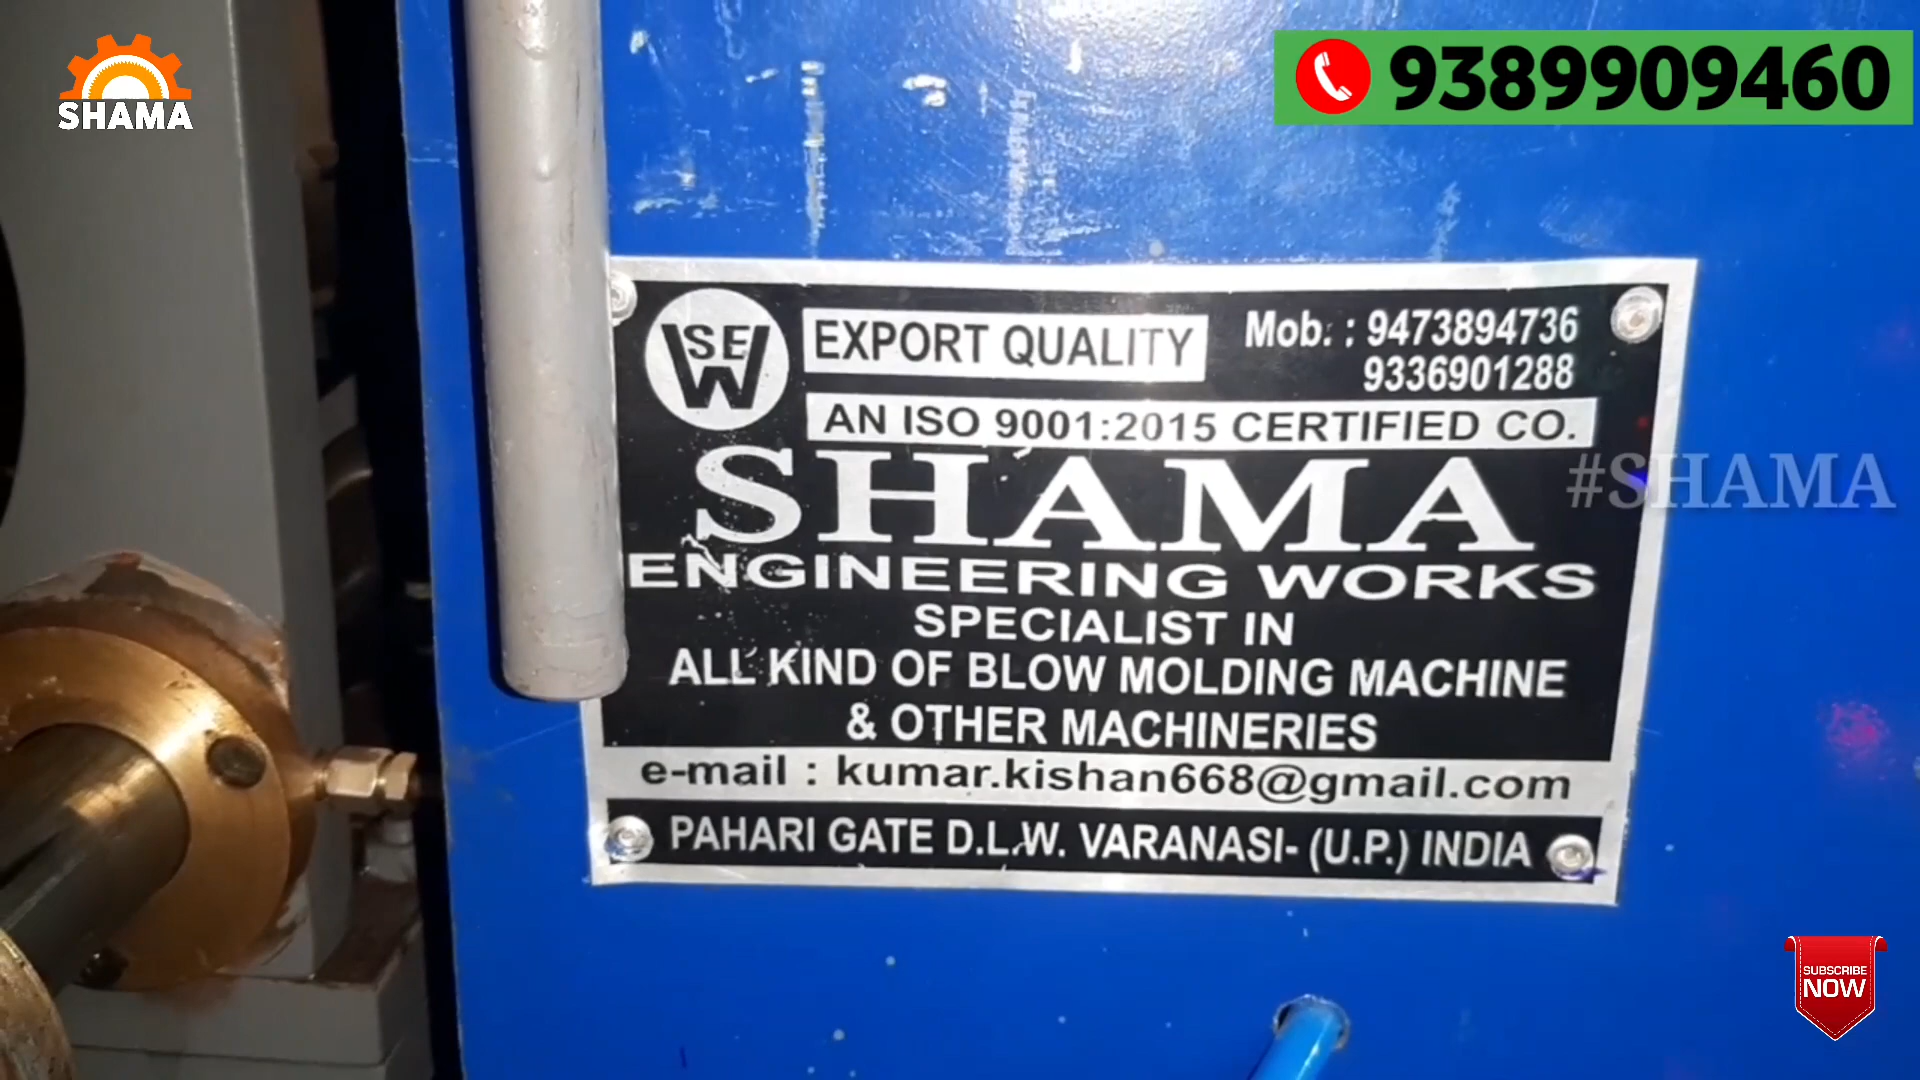 SHAMA
9389909460
SEW
EXPORT QUALITY
Mob. : 9473894736
9336901288
AN ISO 9001:2015 CERTIFIED CO.
SHAMA
#SHAMA
ENGINEERING WORKS
SPECIALIST IN
ALL KIND OF BLOW MOLDING MACHINE
& OTHER MACHINERIES
e-mail : kumar.kishan668@gmail.com
PAHARI GATE D.L.W. VARANASI- (U.P.) INDIA
SUBSCRIBE
NOW